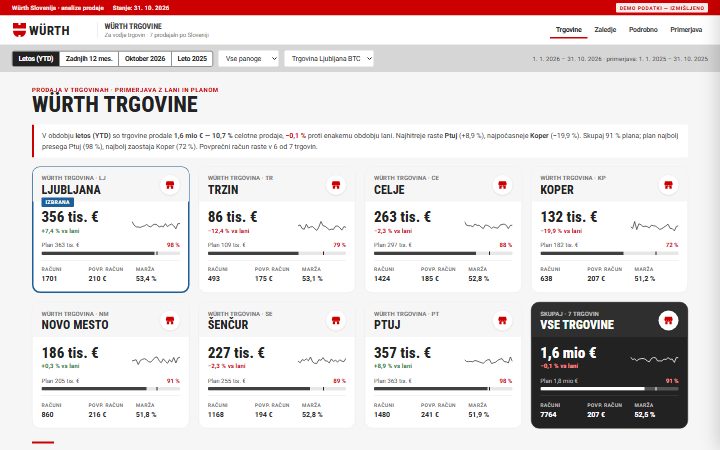 Würth Slovenija · analiza prodaje Stanje: 31. 10. 2026 DEMO PODATKI — IZMIŠLJENO
WÜRTH WÜRTH TRGOVINE Trgovine Zaledje Podrobno Primerjava
Za vodje trgovin · 7 prodajaln po Sloveniji
Letos (YTD) Zadnjih 12 mes. Oktober 2026 Leto 2025 Vse panoge Trgovina Ljubljana BTC 1. 1. 2026 – 31. 10. 2026 · primerjava: 1. 1. 2025 – 31. 10. 2025
PRODAJA V TRGOVINAH · PRIMERJAVA Z LANI IN PLANOM
WÜRTH TRGOVINE
V obdobju letos (YTD) so trgovine prodale 1,6 mio € — 10,7 % celotne prodaje, −0,1 % proti enakemu obdobju lani. Najhitreje raste Ptuj (+8,9 %), najpočasneje Koper (−19,9 %). Skupaj 91 % plana; plan najbolj
presega Ptuj (98 %), najbolj zaostaja Koper (72 %). Povprečni račun raste v 6 od 7 trgovin.
WÜRTH TRGOVINE · LJ
LJUBLJANA
IZBRANA
356 tis. €
+7,4 % vs lani
Plan 363 tis. € 98 %
RAČUNI POVP. RAČUN MARŽA
1701 210 € 53,4 %
WÜRTH TRGOVINE · TR
TRZIN
86 tis. €
−12,4 % vs lani
Plan 109 tis. € 79 %
RAČUNI POVP. RAČUN MARŽA
493 175 € 53,1 %
WÜRTH TRGOVINE · CE
CELJE
263 tis. €
−2,3 % vs lani
Plan 297 tis. € 88 %
RAČUNI POVP. RAČUN MARŽA
1424 185 € 52,8 %
WÜRTH TRGOVINE · KP
KOPER
132 tis. €
−19,9 % vs lani
Plan 182 tis. € 72 %
RAČUNI POVP. RAČUN MARŽA
638 207 € 51,2 %
WÜRTH TRGOVINE · NM
NOVO MESTO
186 tis. €
+0,3 % vs lani
Plan 205 tis. € 91 %
RAČUNI POVP. RAČUN MARŽA
860 216 € 51,8 %
WÜRTH TRGOVINE · SE
ŠENČUR
227 tis. €
−2,3 % vs lani
Plan 255 tis. € 89 %
RAČUNI POVP. RAČUN MARŽA
1168 194 € 52,8 %
WÜRTH TRGOVINE · PT
PTUJ
357 tis. €
+8,9 % vs lani
Plan 363 tis. € 98 %
RAČUNI POVP. RAČUN MARŽA
1480 241 € 51,9 %
SKUPAJ · 7 TRGOVIN
VSE TRGOVINE
1,6 mio €
−0,1 % vs lani
Plan 1,8 mio € 91 %
RAČUNI POVP. RAČUN MARŽA
7764 207 € 52,5 %